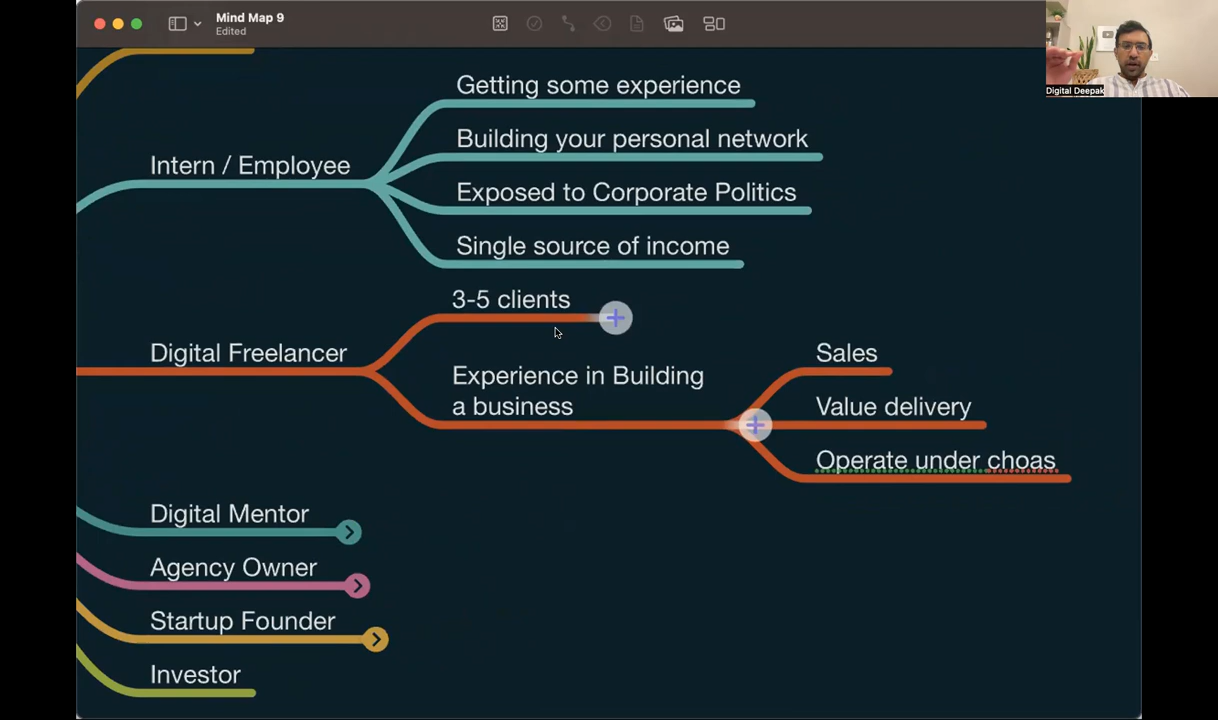 Mind Map 9
Edited
Digital Deepak
Getting some experience
Building your personal network
Intern / Employee
Exposed to Corporate Politics
Single source of income
3-5 clients
Digital Freelancer
Experience in Building
a business
Sales
Value delivery
Operate under choas
Digital Mentor
Agency Owner
Startup Founder
Investor